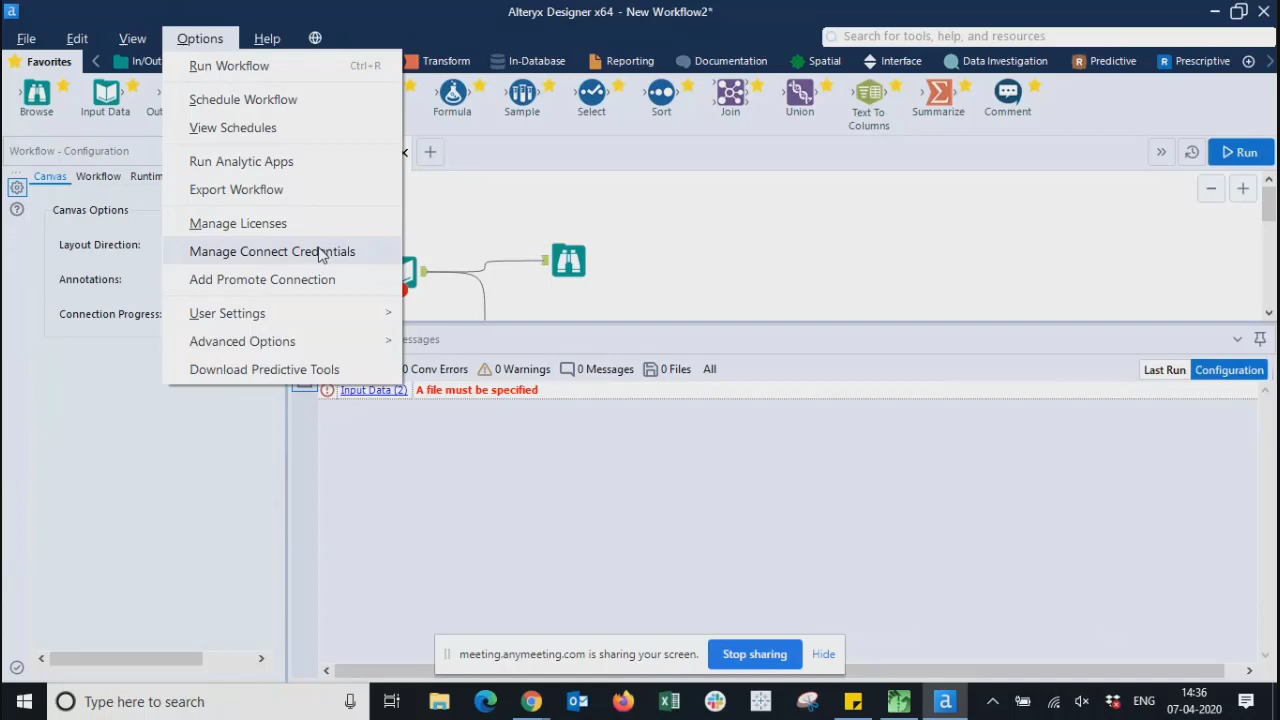 Alteryx Designer x64 - New Workflow2*
File Edit View Options Help
Search for tools, help, and resources
Favorites In/Out Transform In-Database Reporting Documentation Spatial Interface Data Investigation Predictive Prescriptive
Browse Input Data Out Formula Sample Select Sort Join Union Text To Columns Summarize Comment
Run Workflow Ctrl+R
Schedule Workflow
View Schedules
Run Analytic Apps
Export Workflow
Manage Licenses
Manage Connect Credentials
Add Promote Connection
User Settings >
Advanced Options >
Download Predictive Tools
Workflow - Configuration
Run
Canvas Workflow Runtim
Canvas Options
Layout Direction:
Annotations:
Connection Progress:
essages
0 Conv Errors 0 Warnings 0 Messages 0 Files All Last Run Configuration
Input Data (2) A file must be specified
meeting.anymeeting.com is sharing your screen. Stop sharing Hide
Type here to search
ENG
14:36
07-04-2020